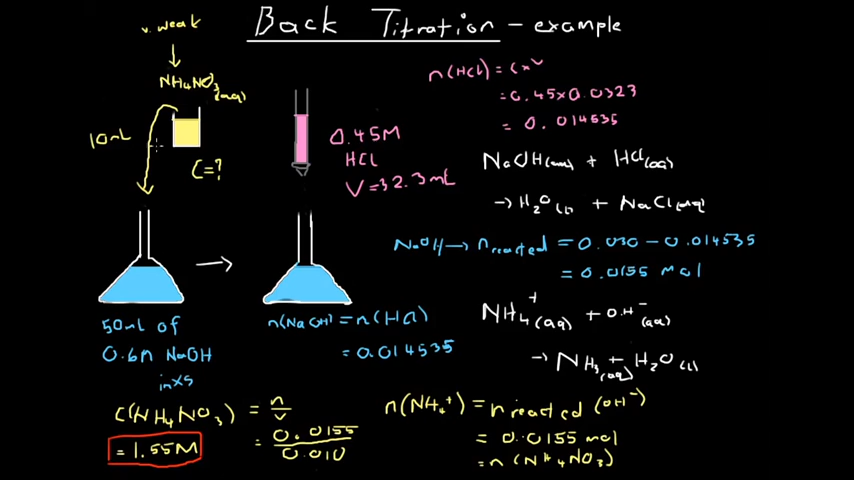 Back Titration - example
v. weak
NH4NO3(aq)
10mL
C=?
0.45M
HCl
V=32.3mL
n(HCl) = C×V
= 0.45×0.0323
= 0.014535
NaOH(aq) + HCl(aq)
→ H2O(l) + NaCl(aq)
NaOH → n reacted = 0.030 - 0.014535
= 0.0155 mol
NH4+(aq) + OH-(aq)
→ NH3(aq) + H2O(l)
50mL of
0.6M NaOH
in xs
n(NaOH) = n(HCl)
= 0.014535
C(NH4NO3) = n/v
= 0.0155/0.010
= 1.55M
n(NH4+) = n reacted (OH-)
= 0.0155 mol
= n(NH4NO3)